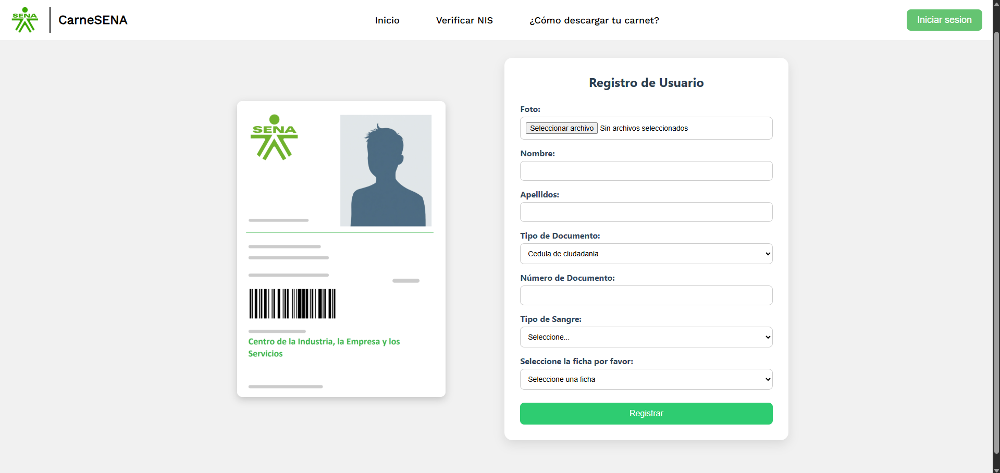 SENA
CarneSENA
Inicio
Verificar NIS
¿Cómo descargar tu carnet?
Iniciar sesion
SENA
Centro de la Industria, la Empresa y los
Servicios
Registro de Usuario
Foto:
Seleccionar archivo Sin archivos seleccionados
Nombre:
Apellidos:
Tipo de Documento:
Cedula de ciudadania
Número de Documento:
Tipo de Sangre:
Seleccione...
Seleccione la ficha por favor:
Seleccione una ficha
Registrar